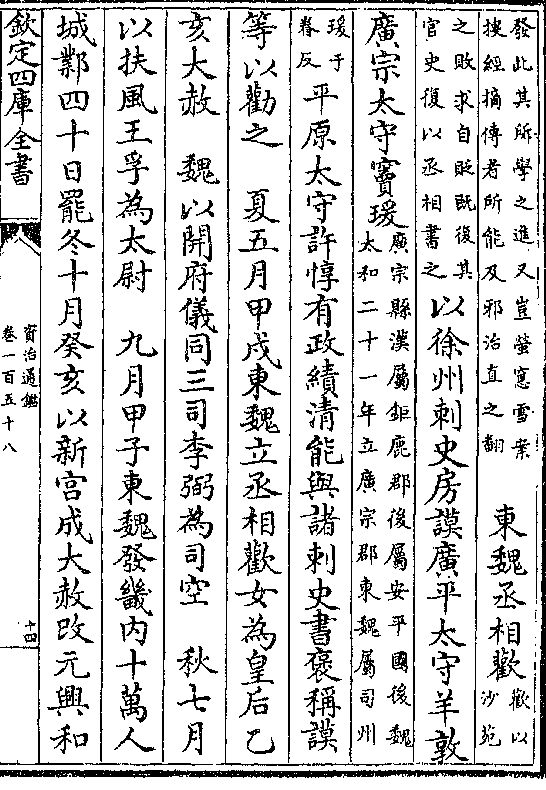 發此其所學之進又豈螢窻雪案
搜經摘傳者所能及邪治直之翻
東魏丞相歡
歡以
沙苑
之敗求自貶既復其
官史復以丞相書之
以徐州刺史房謨廣平太守羊敦
廣宗太守竇瑗
廣宗縣漢屬鉅鹿郡後屬安平國後魏
太和二十一年立廣宗郡東魏屬司州
瑗于
眷反
平原太守許惇有政績清能與諸刺史書褒稱謨
等以勸之　夏五月甲戌東魏立丞相歡女為皇后乙
亥大赦　魏以開府儀同三司李弼為司空　秋七月
以扶風王孚為太尉　九月甲子東魏發畿内十萬人
城鄴四十日罷冬十月癸亥以新宫成大赦改元興和
欽定四庫全書
資治通鑑
卷一百五十八
十四